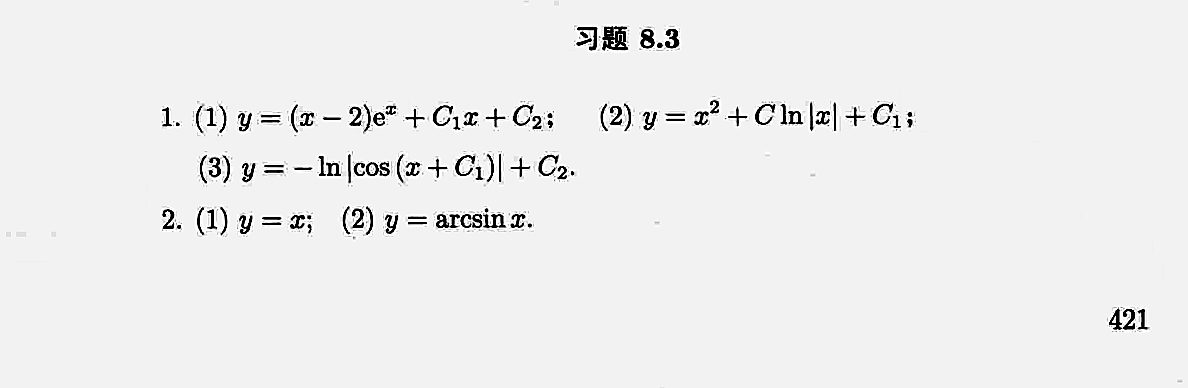 习题 8.3
1. (1) y = (x − 2)eˣ + C₁x + C₂; (2) y = x² + C ln |x| + C₁;
(3) y = − ln |cos (x + C₁)| + C₂.
2. (1) y = x; (2) y = arcsin x.
421